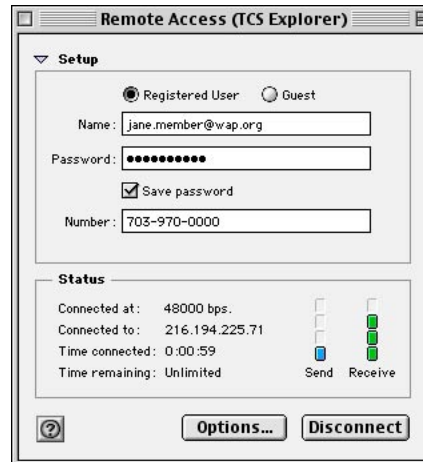 Remote Access (TCS Explorer)
Setup
Registered User Guest
Name: jane.member@wap.org
Password: ••••••••••
Save password
Number: 703-970-0000
Status
Connected at: 48000 bps.
Connected to: 216.194.225.71
Time connected: 0:00:59
Time remaining: Unlimited
Send Receive
? Options... Disconnect